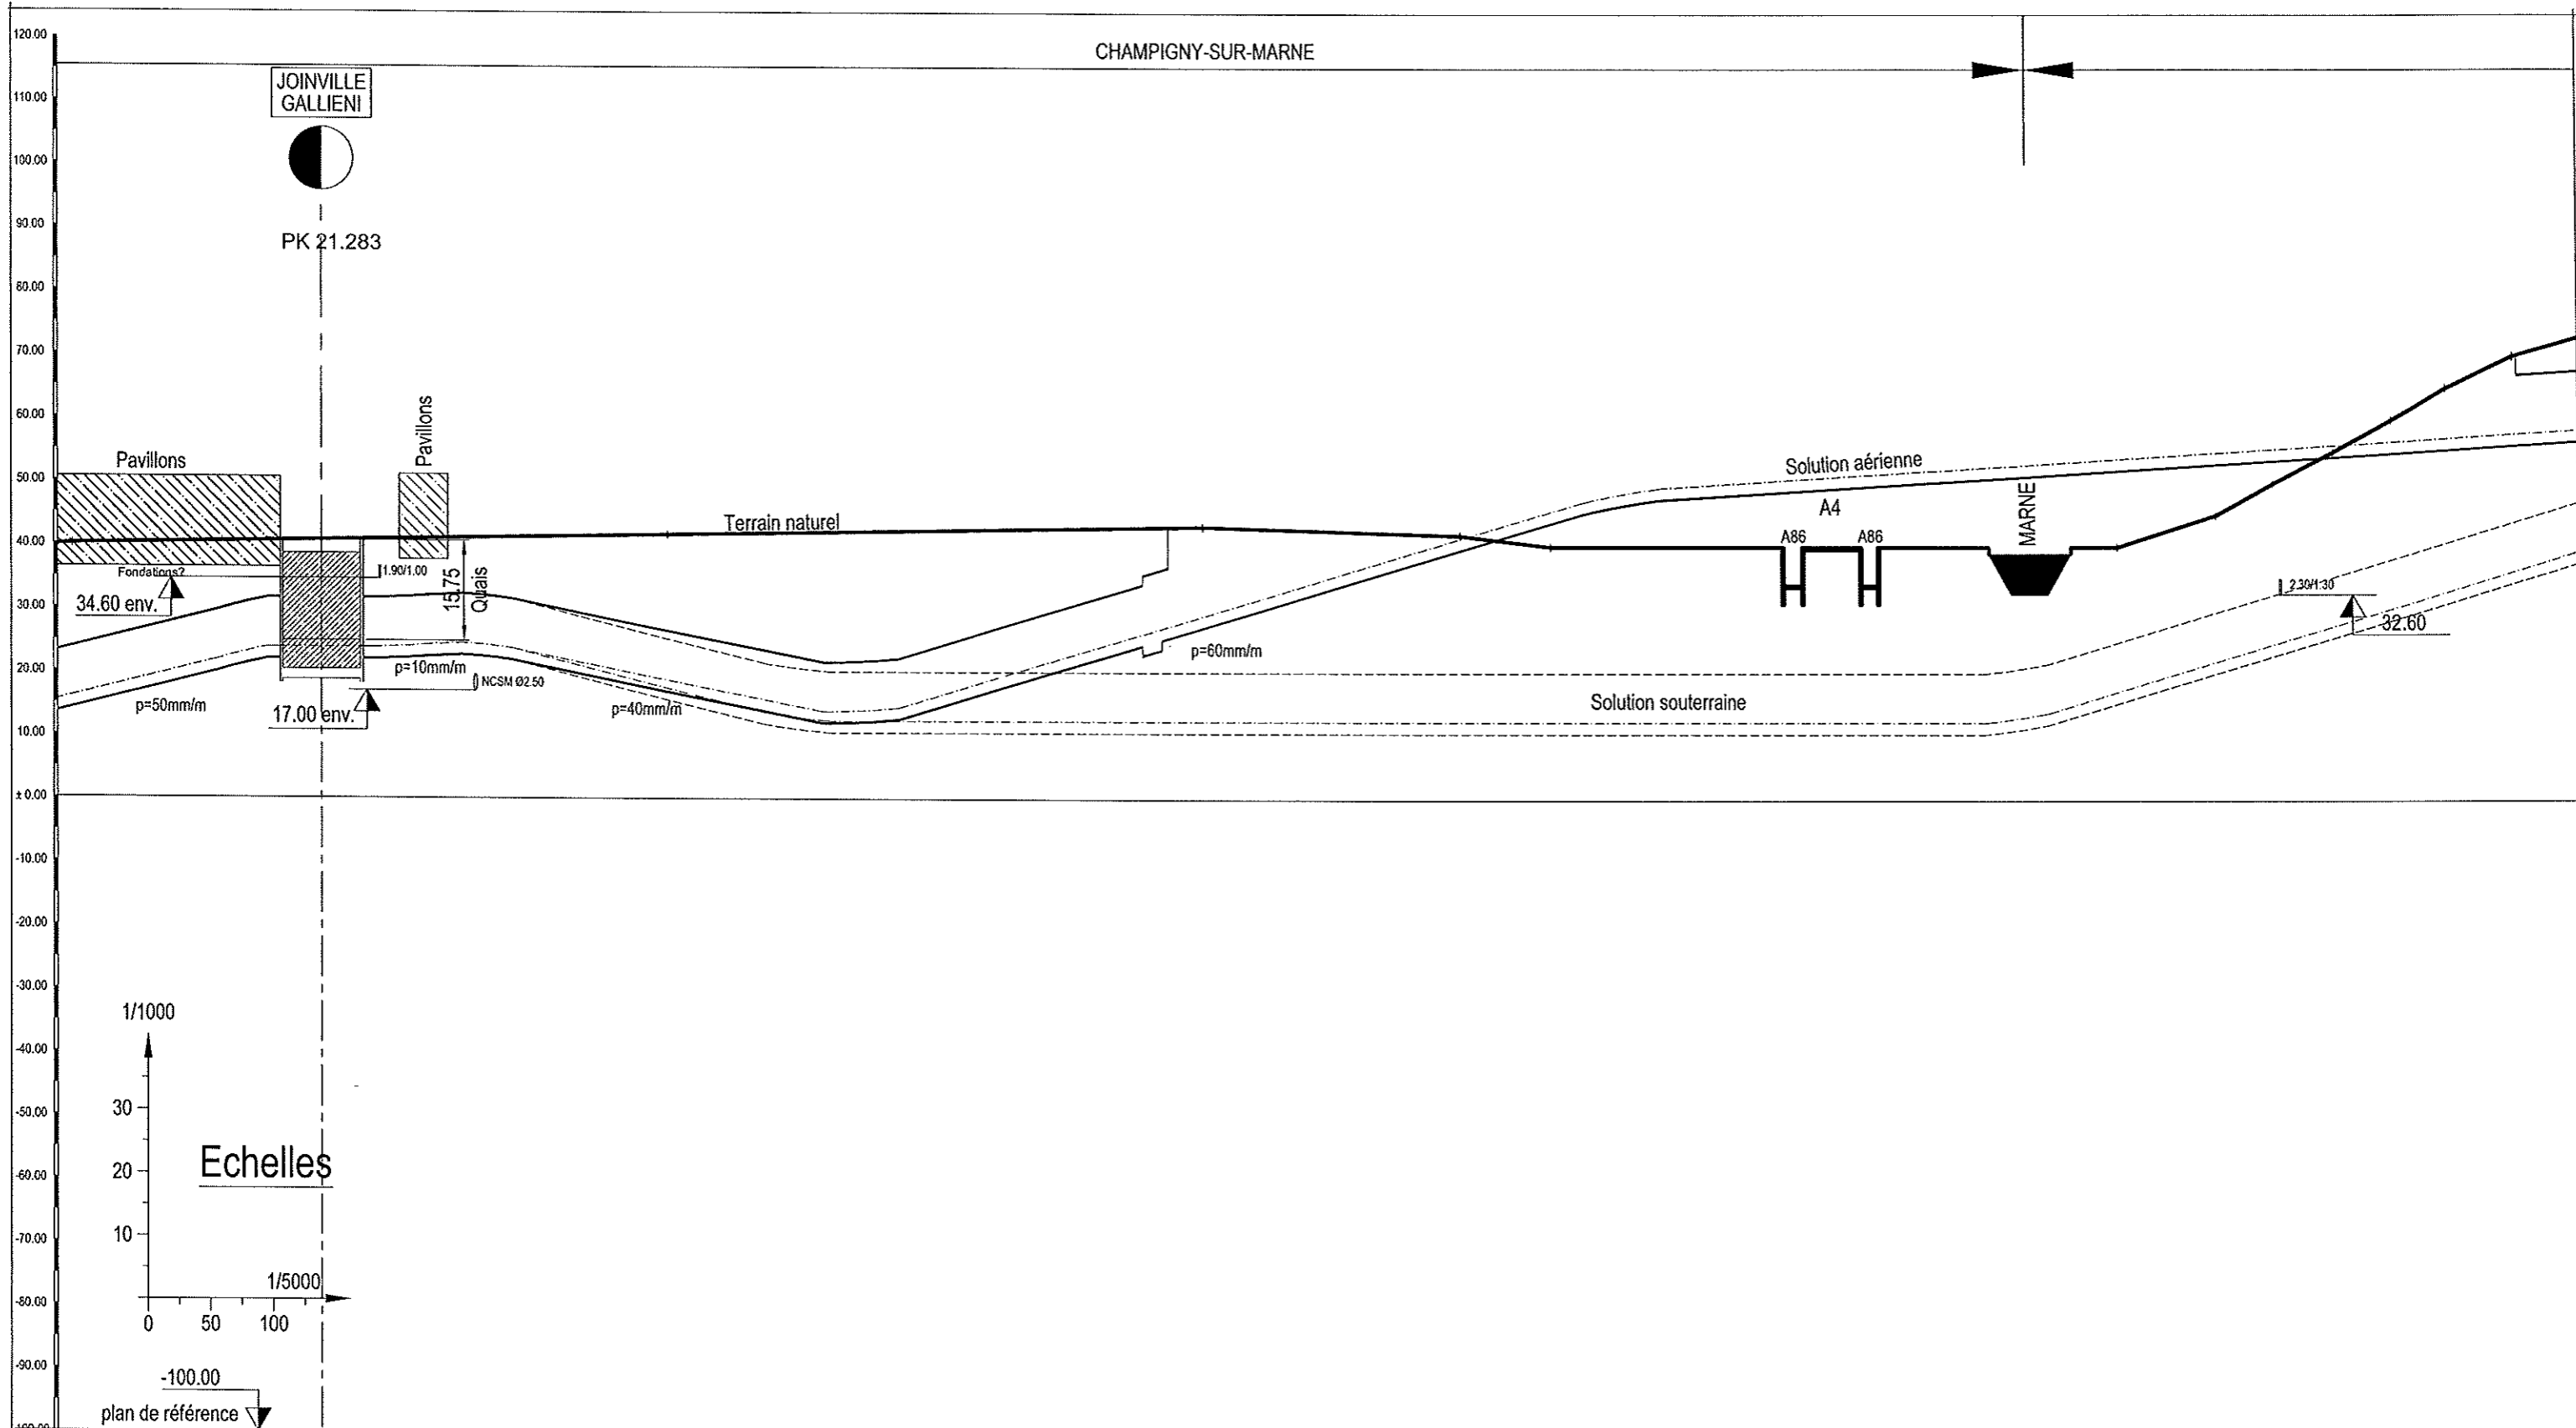 CHAMPIGNY-SUR-MARNE
JOINVILLE
GALLIENI
PK 21.283
120.00
110.00
100.00
90.00
80.00
70.00
60.00
50.00
40.00
30.00
20.00
10.00
±0.00
-10.00
-20.00
-30.00
-40.00
-50.00
-60.00
-70.00
-80.00
-90.00
Pavillons
Pavillons
Fondations?
34.60 env.
1.90/1.00
15.75
Quais
Terrain naturel
p=50mm/m
17.00 env.
p=10mm/m
NCSM Ø2.50
p=40mm/m
p=60mm/m
Solution aérienne
A4
A86
A86
MARNE
Solution souterraine
2.30/1.30
32.60
1/1000
30
20
10
Echelles
1/5000
0
50
100
-100.00
plan de référence